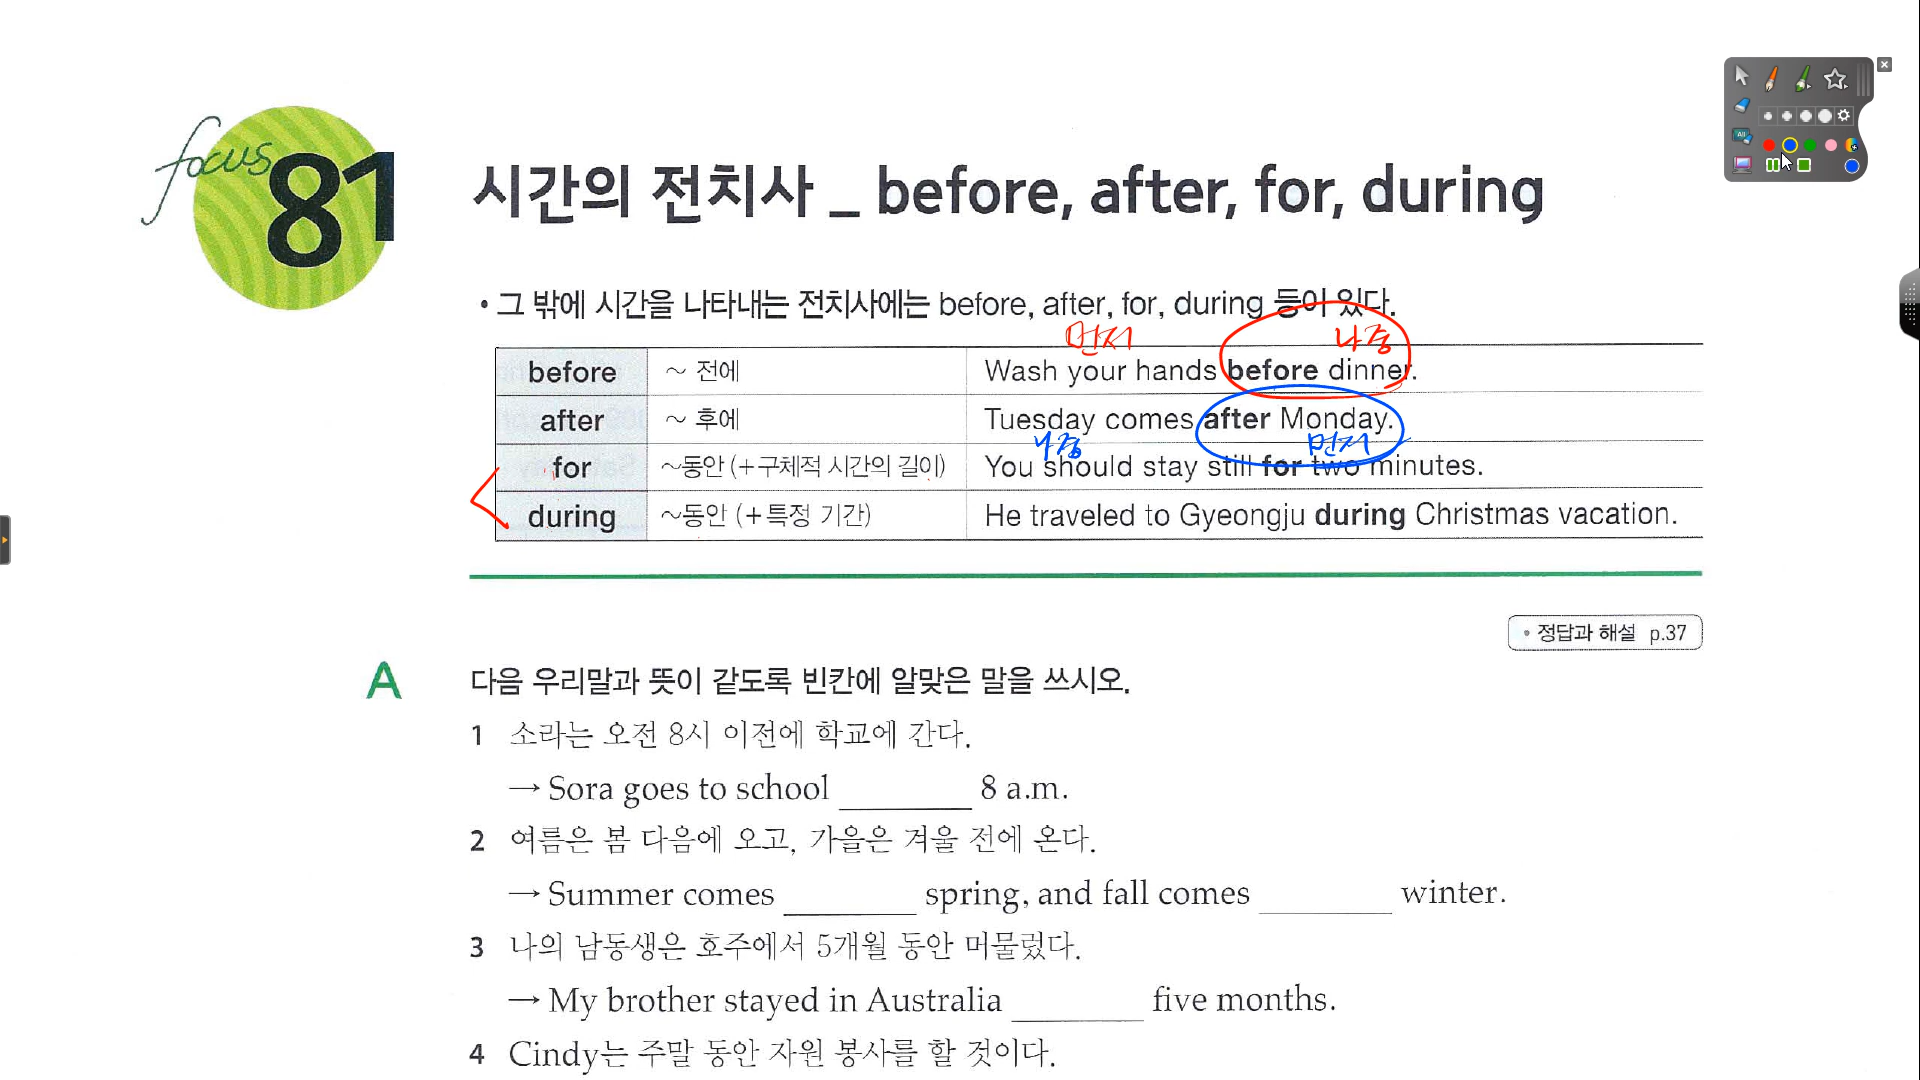 focus 81
시간의 전치사 _ before, after, for, during
• 그 밖에 시간을 나타내는 전치사에는 before, after, for, during 등이 있다.
먼저 나중
before ~ 전에 Wash your hands before dinner.
after ~ 후에 Tuesday comes after Monday.
나중 먼저
for ~동안 (+구체적 시간의 길이) You should stay still for two minutes.
during ~동안 (+특정 기간) He traveled to Gyeongju during Christmas vacation.
• 정답과 해설 p.37
A 다음 우리말과 뜻이 같도록 빈칸에 알맞은 말을 쓰시오.
1 소라는 오전 8시 이전에 학교에 간다.
→ Sora goes to school ________ 8 a.m.
2 여름은 봄 다음에 오고, 가을은 겨울 전에 온다.
→ Summer comes ________ spring, and fall comes ________ winter.
3 나의 남동생은 호주에서 5개월 동안 머물렀다.
→ My brother stayed in Australia ________ five months.
4 Cindy는 주말 동안 자원 봉사를 할 것이다.